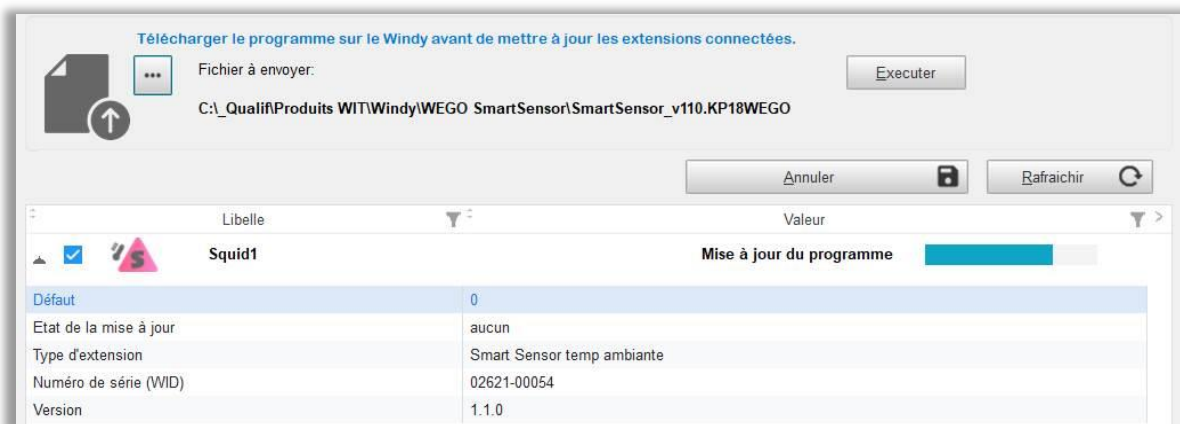 Télécharger le programme sur le Windy avant de mettre à jour les extensions connectées.
... Fichier à envoyer: Executer
C:\_Qualif\Produits WIT\Windy\WEGO SmartSensor\SmartSensor_v110.KP18WEGO
Annuler Rafraichir
Libelle Valeur
S Squid1 Mise à jour du programme
Défaut 0
Etat de la mise à jour aucun
Type d'extension Smart Sensor temp ambiante
Numéro de série (WID) 02621-00054
Version 1.1.0